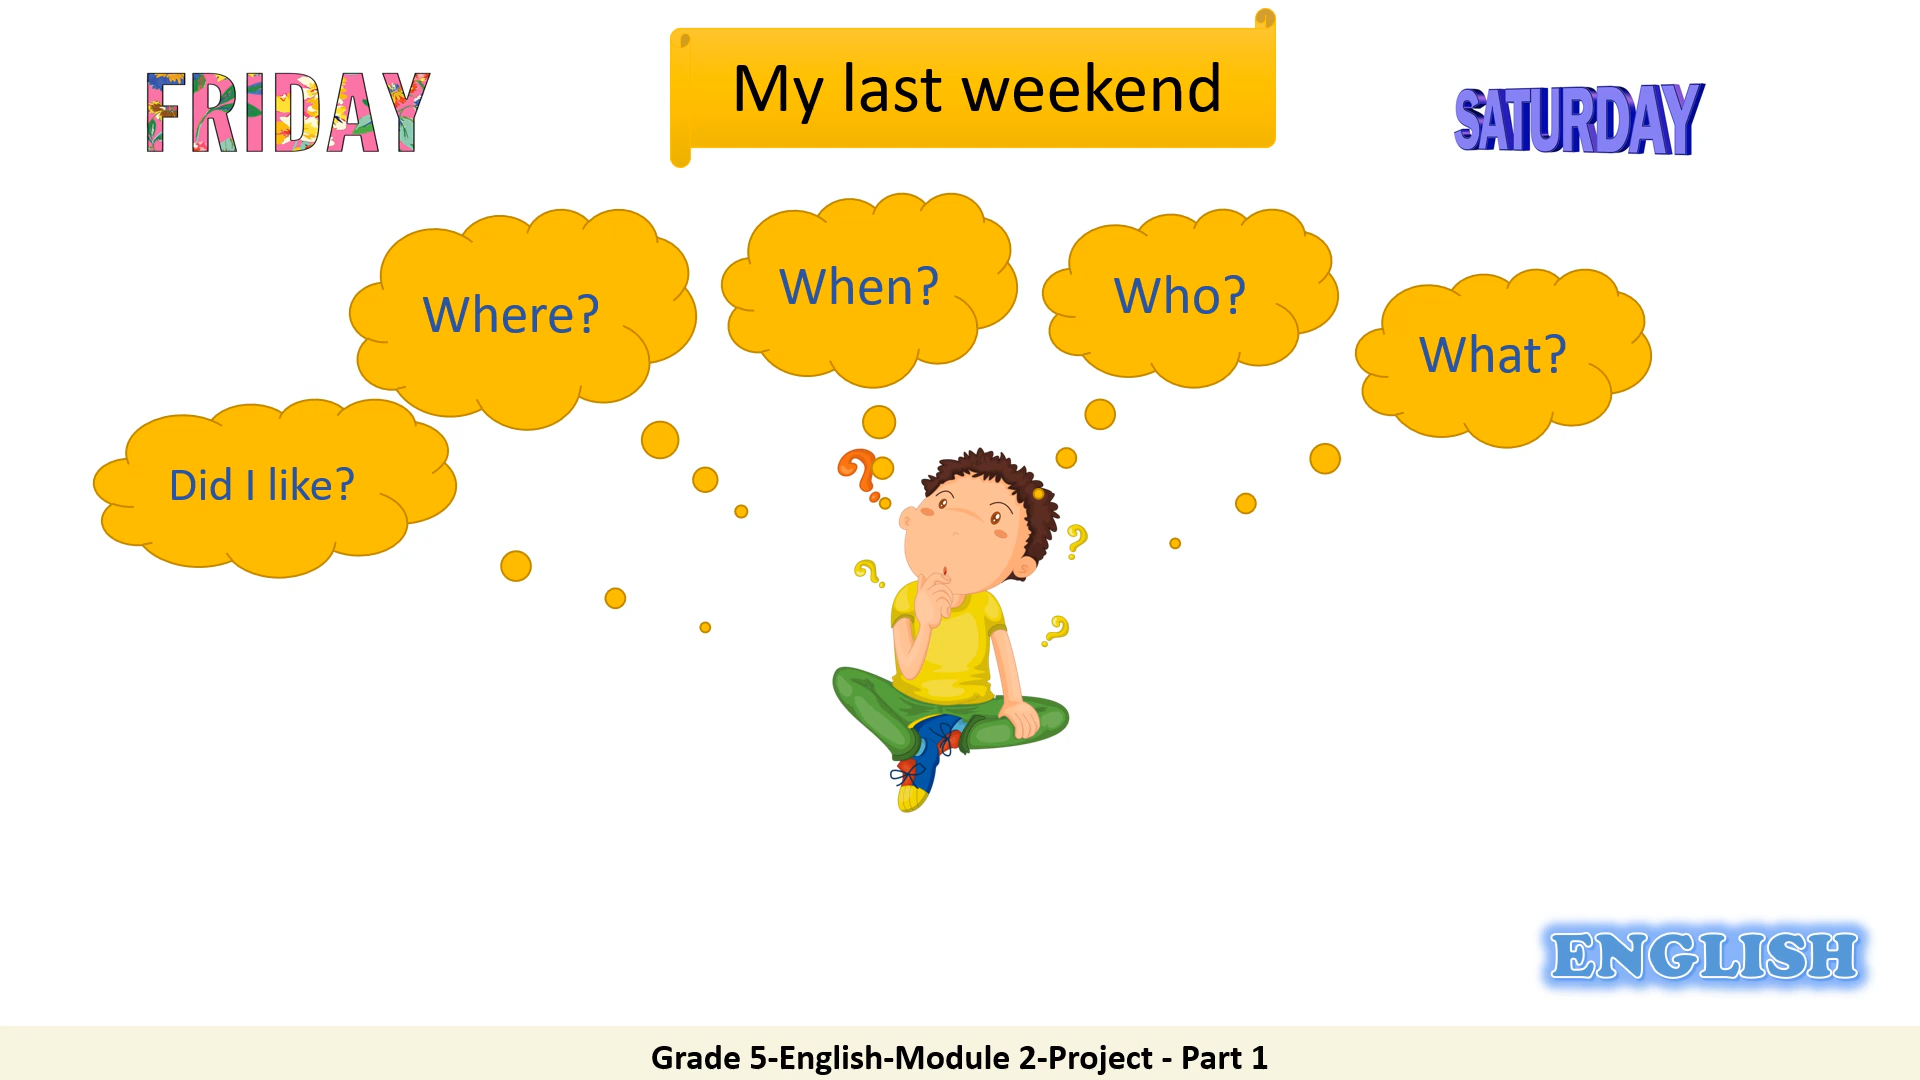 My last weekend
FRIDAY
SATURDAY
Where?
When?
Who?
What?
Did I like?
ENGLISH
Grade 5-English-Module 2-Project - Part 1